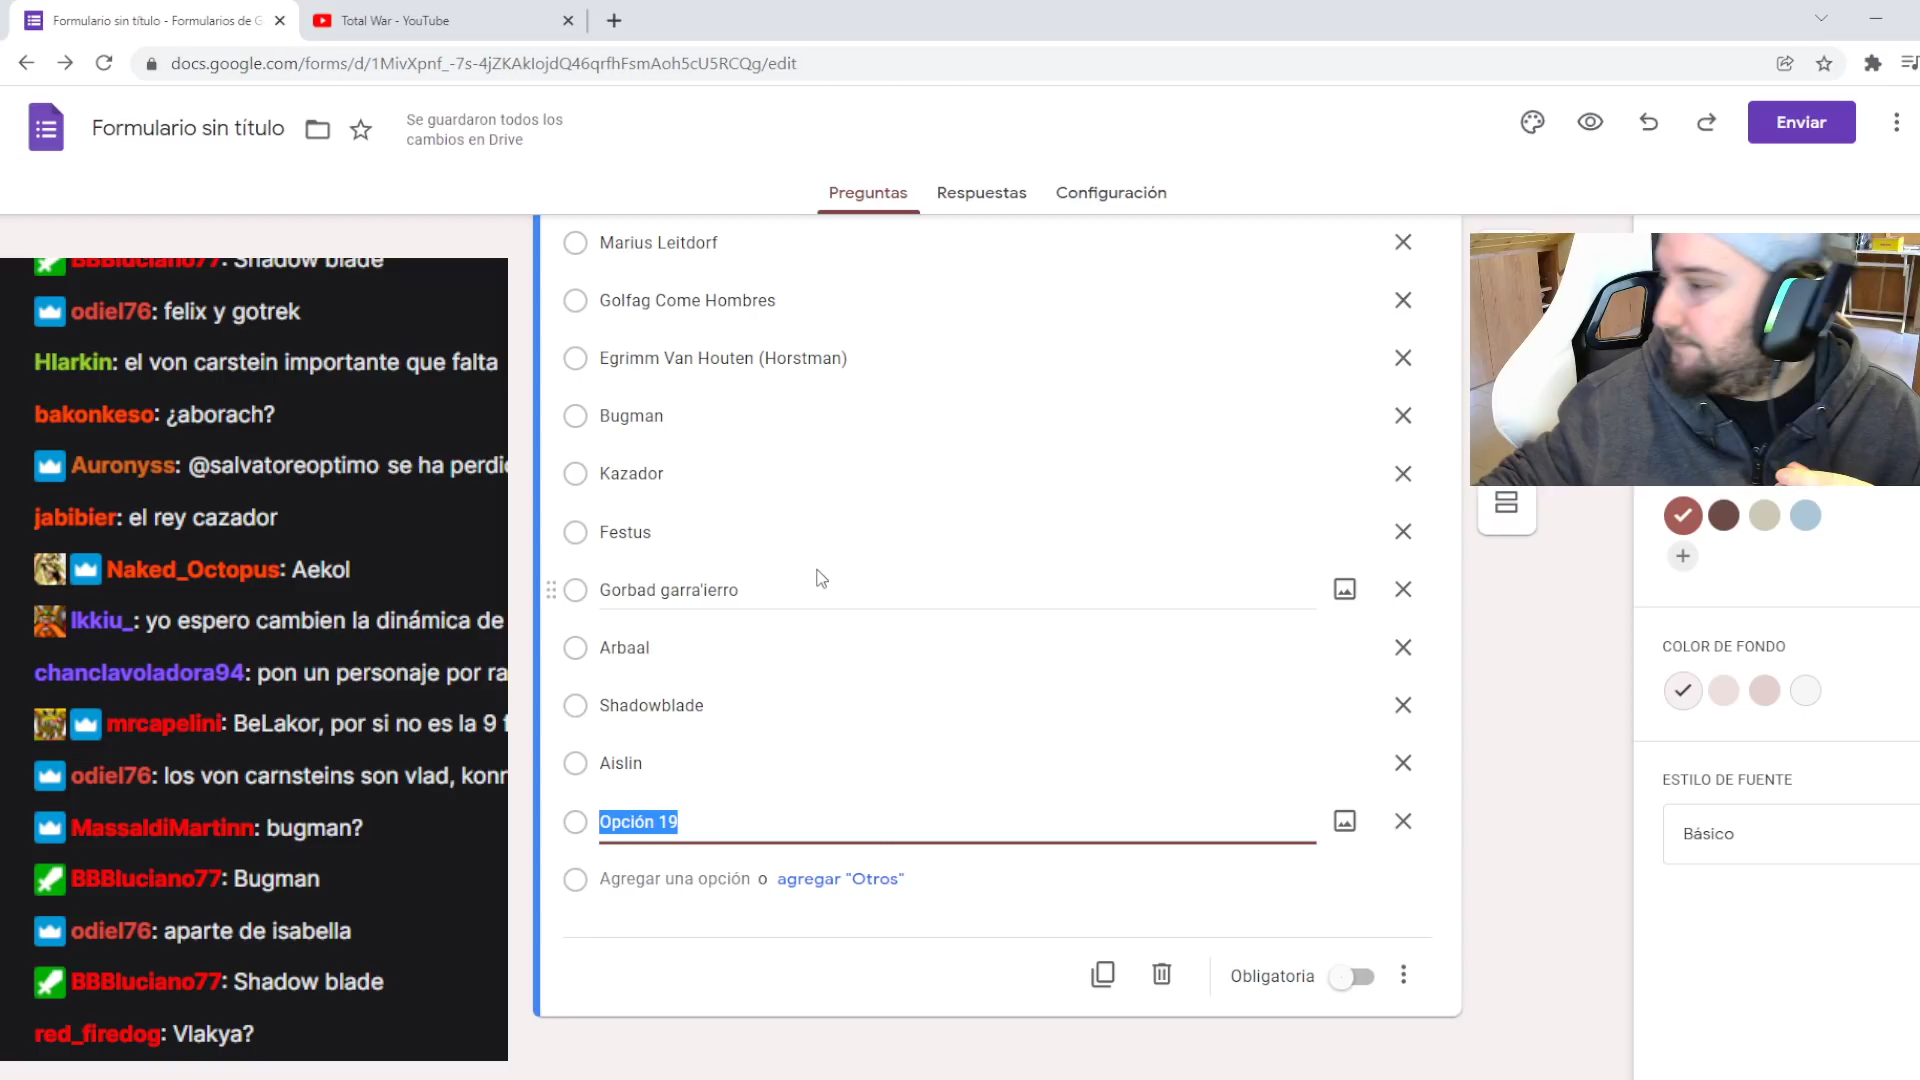 Formulario sin título - Formularios de G
Total War - YouTube
docs.google.com/forms/d/1MivXpnf_-7s-4jZKAkIojdQ46qrfhFsmAoh5cU5RCQg/edit
Formulario sin título
Se guardaron todos los
cambios en Drive
Enviar
Preguntas
Respuestas
Configuración
BBBluciano77: Shadow blade
odiel76: felix y gotrek
Hlarkin: el von carstein importante que falta
bakonkeso: ¿aborach?
Auronyss: @salvatoreoptimo se ha perdi
jabibier: el rey cazador
Naked_Octopus: Aekol
Ikkiu_: yo espero cambien la dinámica de
chanclavoladora94: pon un personaje por ra
mrcapelini: BeLakor, por si no es la 9 f
odiel76: los von carnsteins son vlad, konr
MassaldiMartinn: bugman?
BBBluciano77: Bugman
odiel76: aparte de isabella
BBBluciano77: Shadow blade
red_firedog: Vlakya?
Marius Leitdorf
Golfag Come Hombres
Egrimm Van Houten (Horstman)
Bugman
Kazador
Festus
Gorbad garra'ierro
Arbaal
Shadowblade
Aislin
Opción 19
Agregar una opción o agregar "Otros"
Obligatoria
COLOR DE FONDO
ESTILO DE FUENTE
Básico